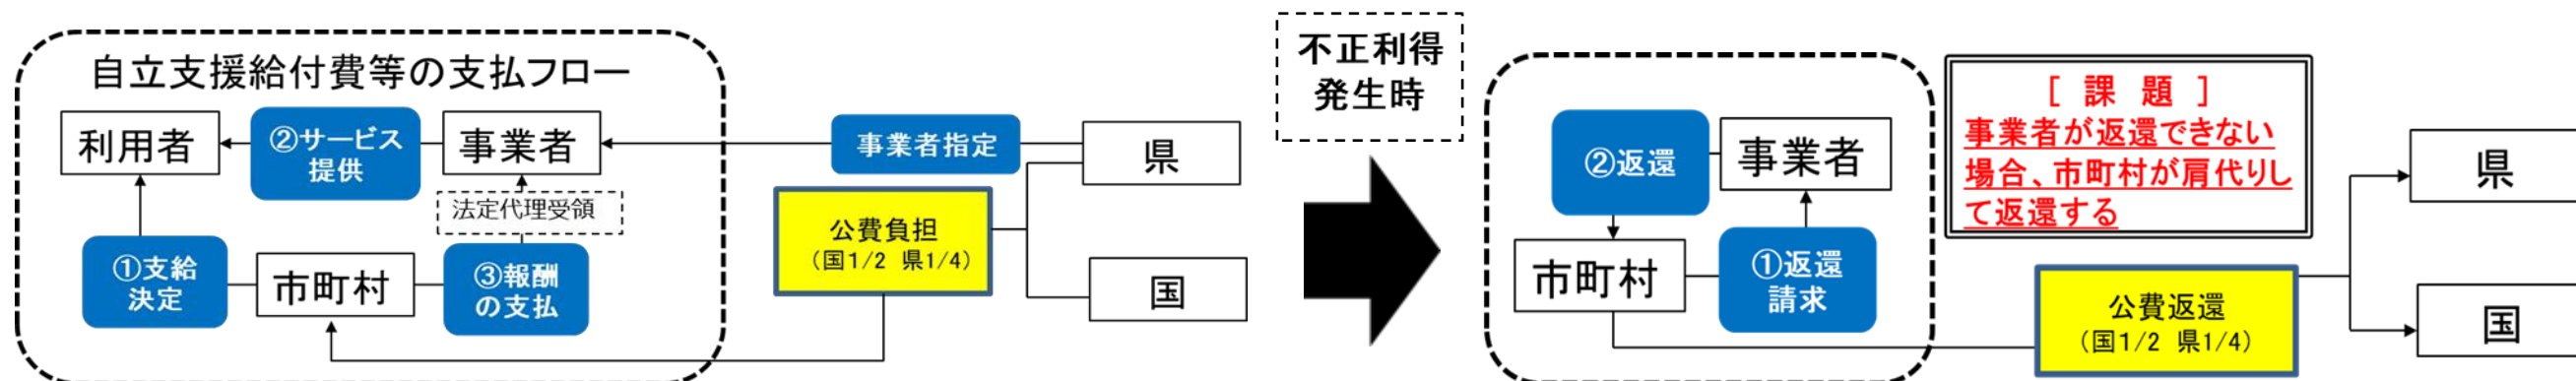 自立支援給付費等の支払フロー
利用者
②サービス
提供
事業者
事業者指定
県
法定代理受領
公費負担
(国1/2 県1/4)
①支給
決定
市町村
③報酬
の支払
国
不正利得
発生時
②返還
事業者
市町村
①返還
請求
[ 課 題 ]
事業者が返還できない
場合、市町村が肩代りし
て返還する
公費返還
(国1/2 県1/4)
県
国